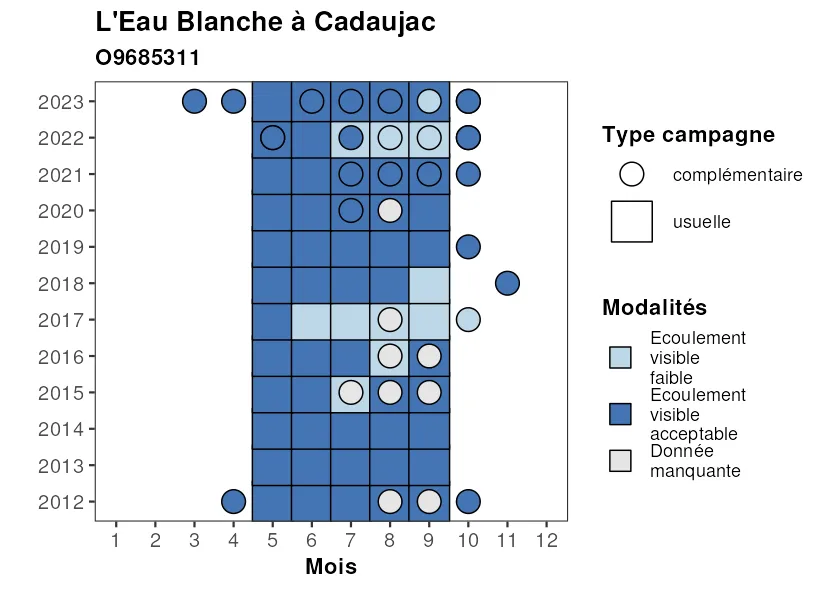 L'Eau Blanche à Cadaujac
O9685311
2023
2022
2021
2020
2019
2018
2017
2016
2015
2014
2013
2012
1 2 3 4 5 6 7 8 9 10 11 12
Mois
Type campagne
complémentaire
usuelle
Modalités
Ecoulement
visible
faible
Ecoulement
visible
acceptable
Donnée
manquante